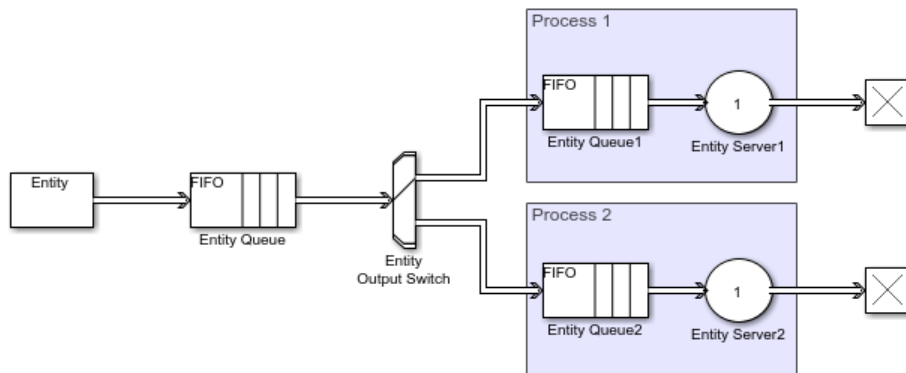 Process 1
FIFO
1
Entity Queue1
Entity Server1
Entity
FIFO
Entity Queue
Entity
Output Switch
Process 2
FIFO
1
Entity Queue2
Entity Server2